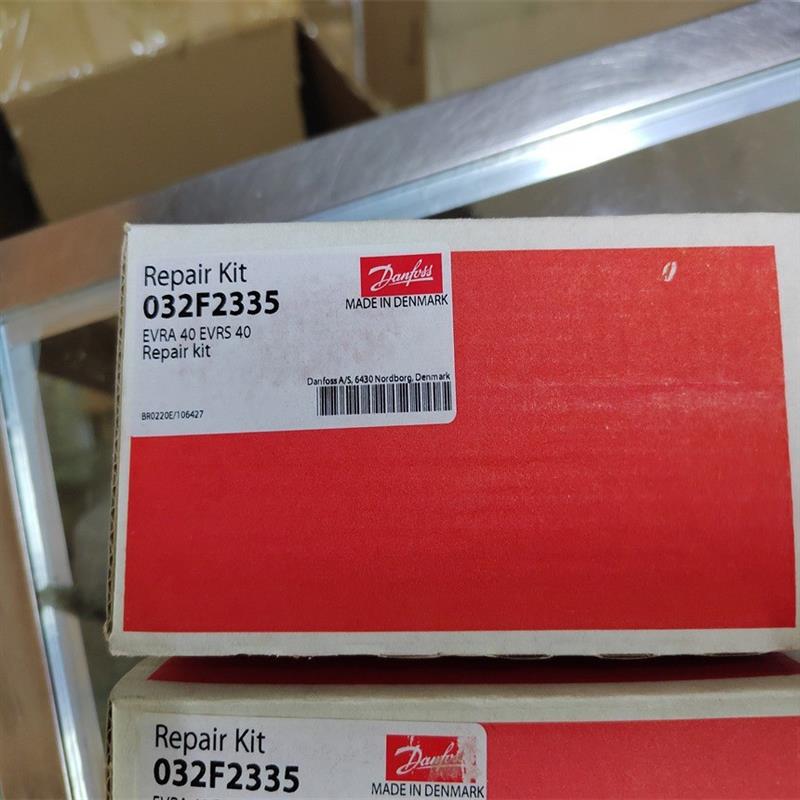 Repair Kit
032F2335
EVRA 40 EVRS 40
Repair kit
Danfoss
MADE IN DENMARK
Danfoss A/S, 6430 Nordborg, Denmark
BR0220E/106427
Repair Kit
032F2335
Danfoss
MADE IN DENMARK